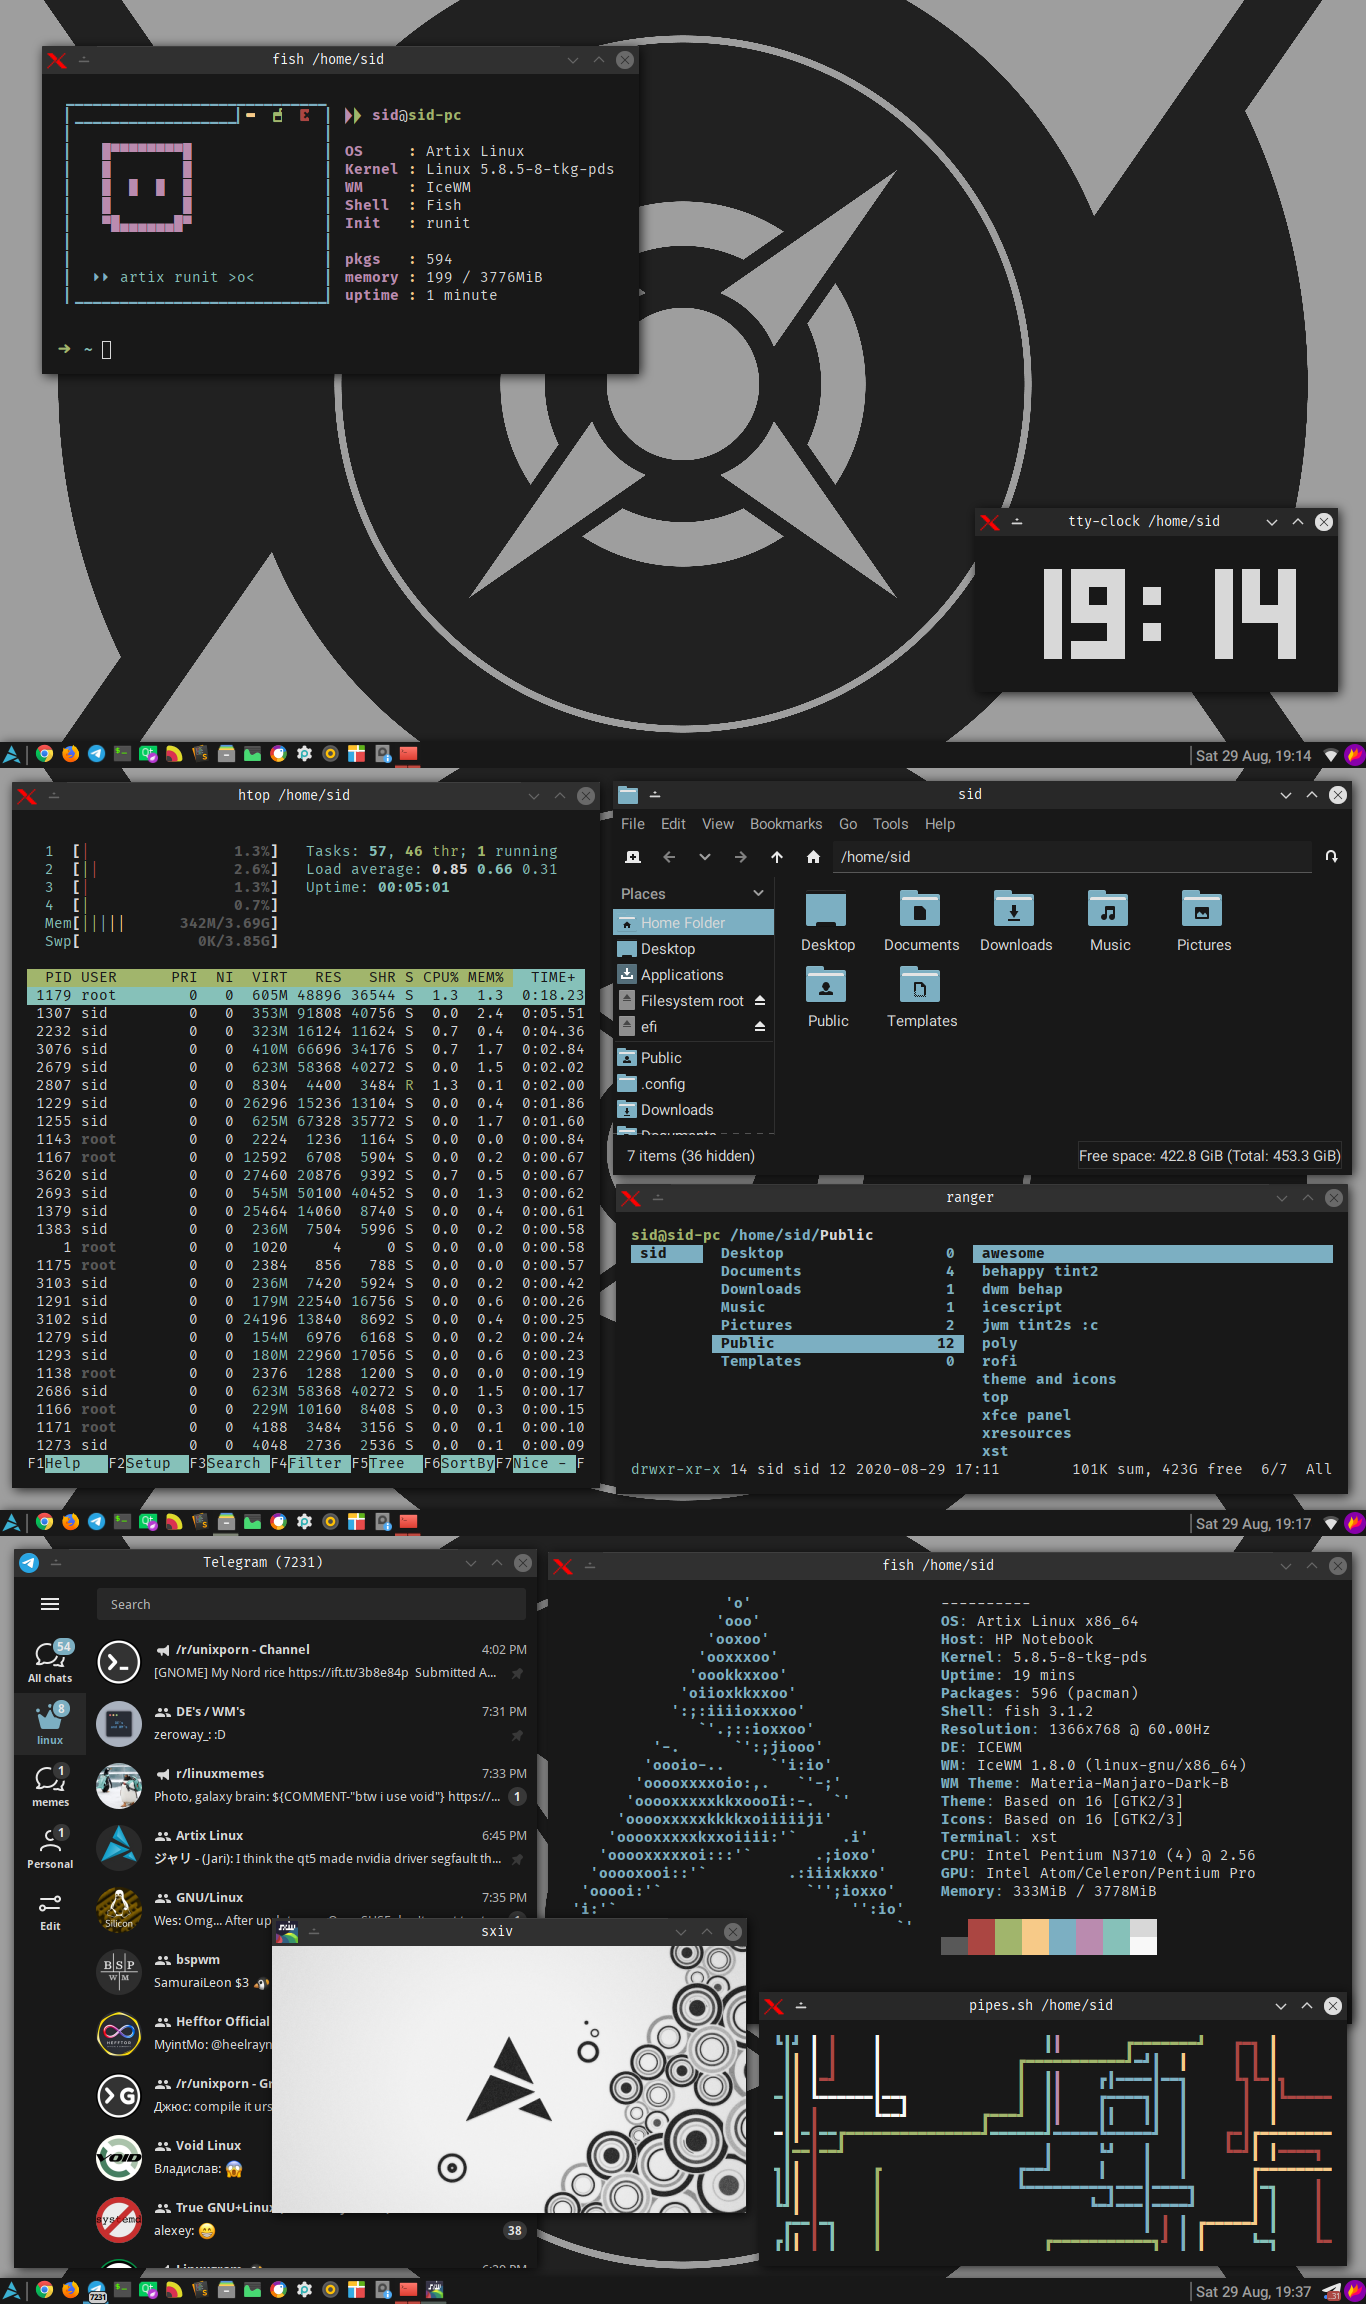 fish /home/sid
sid@sid-pc
OS : Artix Linux
Kernel : Linux 5.8.5-8-tkg-pds
WM : IceWM
Shell : Fish
Init : runit
pkgs : 594
memory : 199 / 3776MiB
uptime : 1 minute
artix runit >o<
~
tty-clock /home/sid
19: 14
Sat 29 Aug, 19:14
htop /home/sid
1 [| 1.3%]
2 [|| 2.6%]
3 [| 1.3%]
4 [| 0.7%]
Mem[||||| 342M/3.69G]
Swp[ 0K/3.85G]
Tasks: 57, 46 thr; 1 running
Load average: 0.85 0.66 0.31
Uptime: 00:05:01
PID USER PRI NI VIRT RES SHR S CPU% MEM% TIME+
1179 root 0 0 605M 48896 36544 S 1.3 1.3 0:18.23
1307 sid 0 0 353M 91808 40756 S 0.0 2.4 0:05.51
2232 sid 0 0 323M 16124 11624 S 0.7 0.4 0:04.36
3076 sid 0 0 410M 66696 34176 S 0.7 1.7 0:02.84
2679 sid 0 0 623M 58368 40272 S 0.0 1.5 0:02.02
2807 sid 0 0 8304 4400 3484 R 1.3 0.1 0:02.00
1229 sid 0 0 26296 15236 13104 S 0.0 0.4 0:01.86
1255 sid 0 0 625M 67328 35772 S 0.0 1.7 0:01.60
1143 root 0 0 2224 1236 1164 S 0.0 0.0 0:00.84
1167 root 0 0 12592 6708 5904 S 0.0 0.2 0:00.67
3620 sid 0 0 27460 20876 9392 S 0.7 0.5 0:00.67
2693 sid 0 0 545M 50100 40452 S 0.0 1.3 0:00.62
1379 sid 0 0 25464 14060 8740 S 0.0 0.4 0:00.61
1383 sid 0 0 236M 7504 5996 S 0.0 0.2 0:00.58
1 root 0 0 1020 4 0 S 0.0 0.0 0:00.58
1175 root 0 0 2384 856 788 S 0.0 0.0 0:00.57
3103 sid 0 0 236M 7420 5924 S 0.0 0.2 0:00.42
1291 sid 0 0 179M 22540 16756 S 0.0 0.6 0:00.26
3102 sid 0 0 24196 13840 8692 S 0.0 0.4 0:00.25
1279 sid 0 0 154M 6976 6168 S 0.0 0.2 0:00.24
1293 sid 0 0 180M 22960 17056 S 0.0 0.6 0:00.23
1138 root 0 0 2376 1288 1200 S 0.0 0.0 0:00.19
2686 sid 0 0 623M 58368 40272 S 0.0 1.5 0:00.17
1166 root 0 0 229M 10160 8408 S 0.0 0.3 0:00.15
1171 root 0 0 4188 3484 3156 S 0.0 0.1 0:00.10
1273 sid 0 0 4048 2736 2536 S 0.0 0.1 0:00.09
F1Help F2Setup F3Search F4Filter F5Tree F6SortByF7Nice - F
sid
File Edit View Bookmarks Go Tools Help
/home/sid
Places
Home Folder
Desktop
Applications
Filesystem root
efi
Public
.config
Downloads
Documents
Desktop Documents Downloads Music Pictures
Public Templates
7 items (36 hidden)
Free space: 422.8 GiB (Total: 453.3 GiB)
ranger
sid@sid-pc /home/sid/Public
sid
Desktop 0
Documents 4
Downloads 1
Music 1
Pictures 2
Public 12
Templates 0
awesome
behappy tint2
dwm behap
icescript
jwm tint2s :c
poly
rofi
theme and icons
top
xfce panel
xresources
xst
drwxr-xr-x 14 sid sid 12 2020-08-29 17:11 101K sum, 423G free 6/7 All
Sat 29 Aug, 19:17
Telegram (7231)
Search
54
All chats
8
linux
1
memes
1
Personal
Edit
/r/unixporn - Channel 4:02 PM
[GNOME] My Nord rice https://ift.tt/3b8e84p Submitted A...
DE's / WM's 7:31 PM
zeroway_: :D
r/linuxmemes 7:33 PM
Photo, galaxy brain: ${COMMENT-"btw i use void"} https://... 1
Artix Linux 6:45 PM
ジャリ - (Jari): I think the qt5 made nvidia driver segfault th...
Silicon
GNU/Linux 7:35 PM
Wes: Omg... After
BSP
WM
bspwm
SamuraiLeon $3
HEFFTOR
Hefftor Official
MyintMo: @heelrayn
>G
/r/unixporn - Gr
Джюс: compile it urs
VOID
Void Linux
Владислав: 😱
systemd
True GNU+Linux
alexey: 😁 38
fish /home/sid
'o'
'ooo'
'ooxoo'
'ooxxxoo'
'oookkxxoo'
'oiioxkkxxoo'
':;:iiiioxxxoo'
`'.;::ioxxoo'
'-. `':;jiooo'
'oooio-.. `'i:io'
'ooooxxxxoio:,. `'-;'
'ooooxxxxxkkxoooIi:-. `'
'ooooxxxxxkkkkxoiiiiiji'
'ooooxxxxxkxxoiiii:'` .i'
'ooooxxxxxoi:::'` .;ioxo'
'ooooxooi::'` .:iiixkxxo'
'ooooi:'` `'';ioxxo'
'i:'` '':io'
`'
----------
OS: Artix Linux x86_64
Host: HP Notebook
Kernel: 5.8.5-8-tkg-pds
Uptime: 19 mins
Packages: 596 (pacman)
Shell: fish 3.1.2
Resolution: 1366x768 @ 60.00Hz
DE: ICEWM
WM: IceWM 1.8.0 (linux-gnu/x86_64)
WM Theme: Materia-Manjaro-Dark-B
Theme: Based on 16 [GTK2/3]
Icons: Based on 16 [GTK2/3]
Terminal: xst
CPU: Intel Pentium N3710 (4) @ 2.56
GPU: Intel Atom/Celeron/Pentium Pro
Memory: 333MiB / 3778MiB
sxiv
pipes.sh /home/sid
7231
Sat 29 Aug, 19:37
31